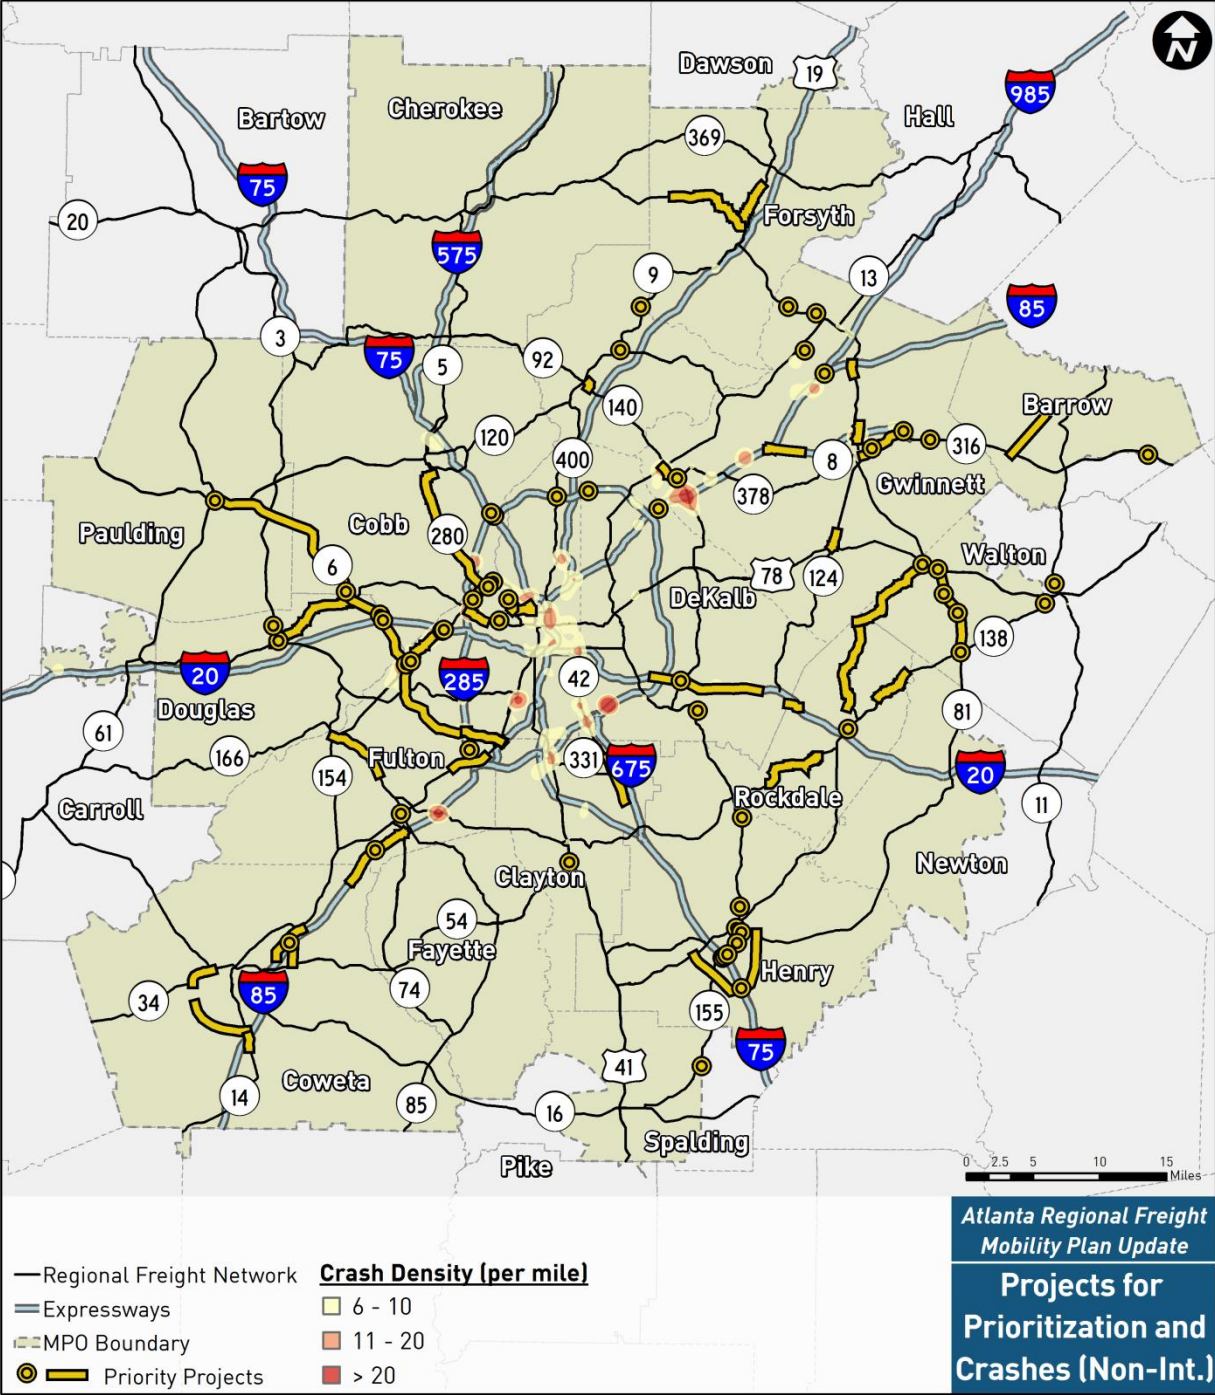 N
Dawson
19
985
Bartow
Cherokee
Hall
369
75
20
Forsyth
575
9
13
85
3
75
5
92
140
Barrow
120
400
8
316
378
Gwinnett
Paulding
Cobb
280
6
78
124
Walton
DeKalb
138
20
285
42
Douglas
61
81
166
Fulton
331
675
154
20
Rockdale
11
Carroll
Newton
Clayton
54
Fayette
Henry
34
85
74
155
75
41
Coweta
14
85
16
Spalding
Pike
0 2.5 5 10 15
Miles
Atlanta Regional Freight
Mobility Plan Update
Projects for
Prioritization and
Crashes (Non-Int.)
Regional Freight Network
Expressways
MPO Boundary
Priority Projects
Crash Density (per mile)
6 - 10
11 - 20
> 20